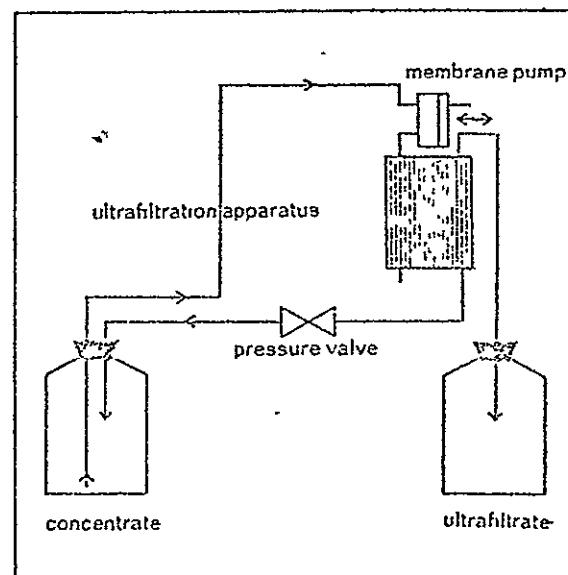 membrane pump
ultrafiltration apparatus
pressure valve
concentrate
ultrafiltrate